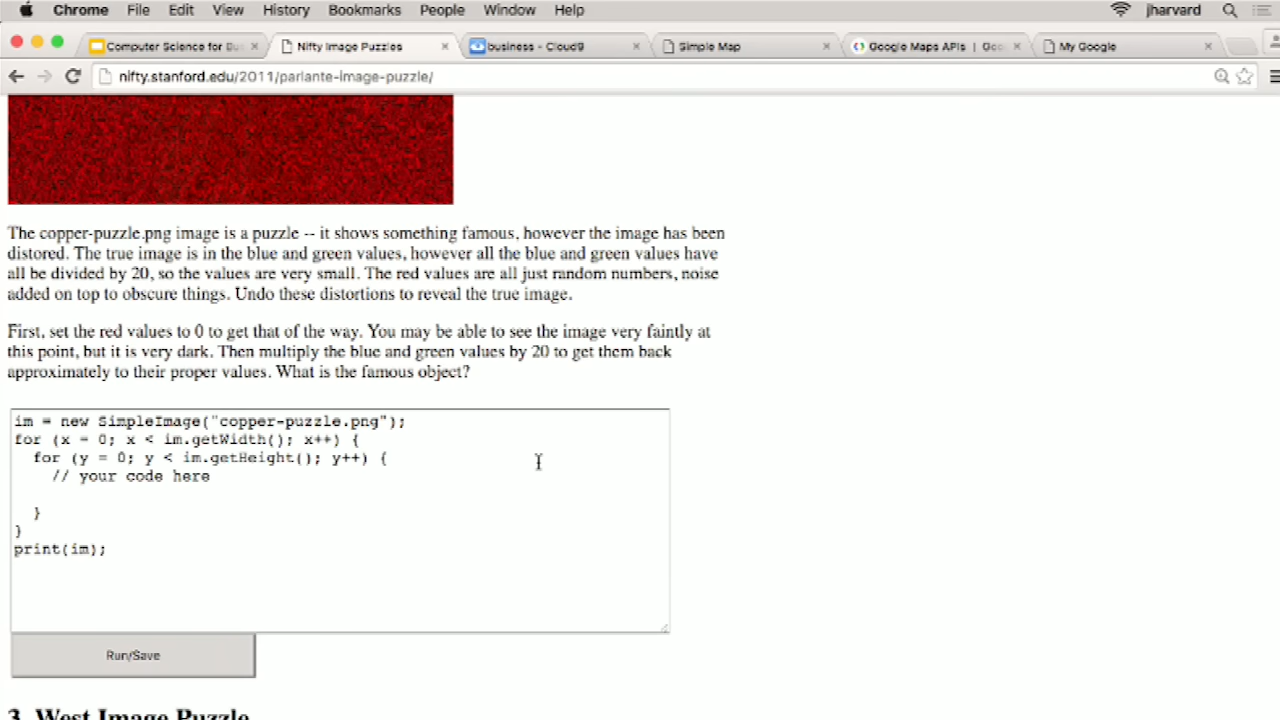 Chrome File Edit View History Bookmarks People Window Help jharvard
Computer Science for Bus Nifty Image Puzzles business - Cloud9 Simple Map Google Maps APIs | Goo My Google
nifty.stanford.edu/2011/parlante-image-puzzle/
The copper-puzzle.png image is a puzzle -- it shows something famous, however the image has been
distored. The true image is in the blue and green values, however all the blue and green values have
all be divided by 20, so the values are very small. The red values are all just random numbers, noise
added on top to obscure things. Undo these distortions to reveal the true image.
First, set the red values to 0 to get that of the way. You may be able to see the image very faintly at
this point, but it is very dark. Then multiply the blue and green values by 20 to get them back
approximately to their proper values. What is the famous object?
im = new SimpleImage("copper-puzzle.png");
for (x = 0; x < im.getWidth(); x++) {
for (y = 0; y < im.getHeight(); y++) {
// your code here
}
}
print(im);
Run/Save
3. West Image Puzzle